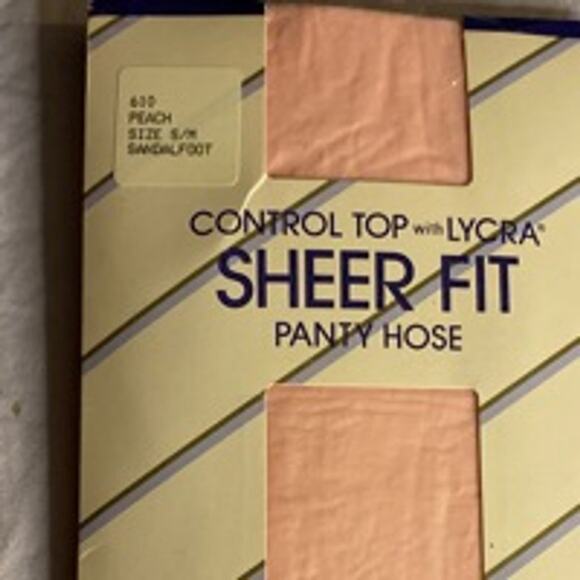 610
PEACH
SIZE S/M
SANDALFOOT
CONTROL TOP with LYCRA®
SHEER FIT
PANTY HOSE